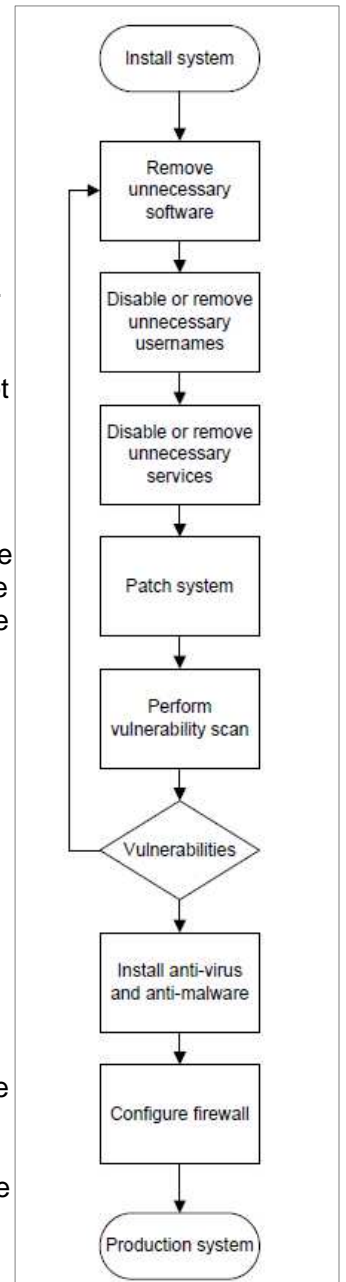 Install system
Remove
unnecessary
software
Disable or remove
unnecessary
usernames
Disable or remove
unnecessary
services
Patch system
Perform
vulnerability scan
Vulnerabilities
Install anti-virus
and anti-malware
Configure firewall
Production system